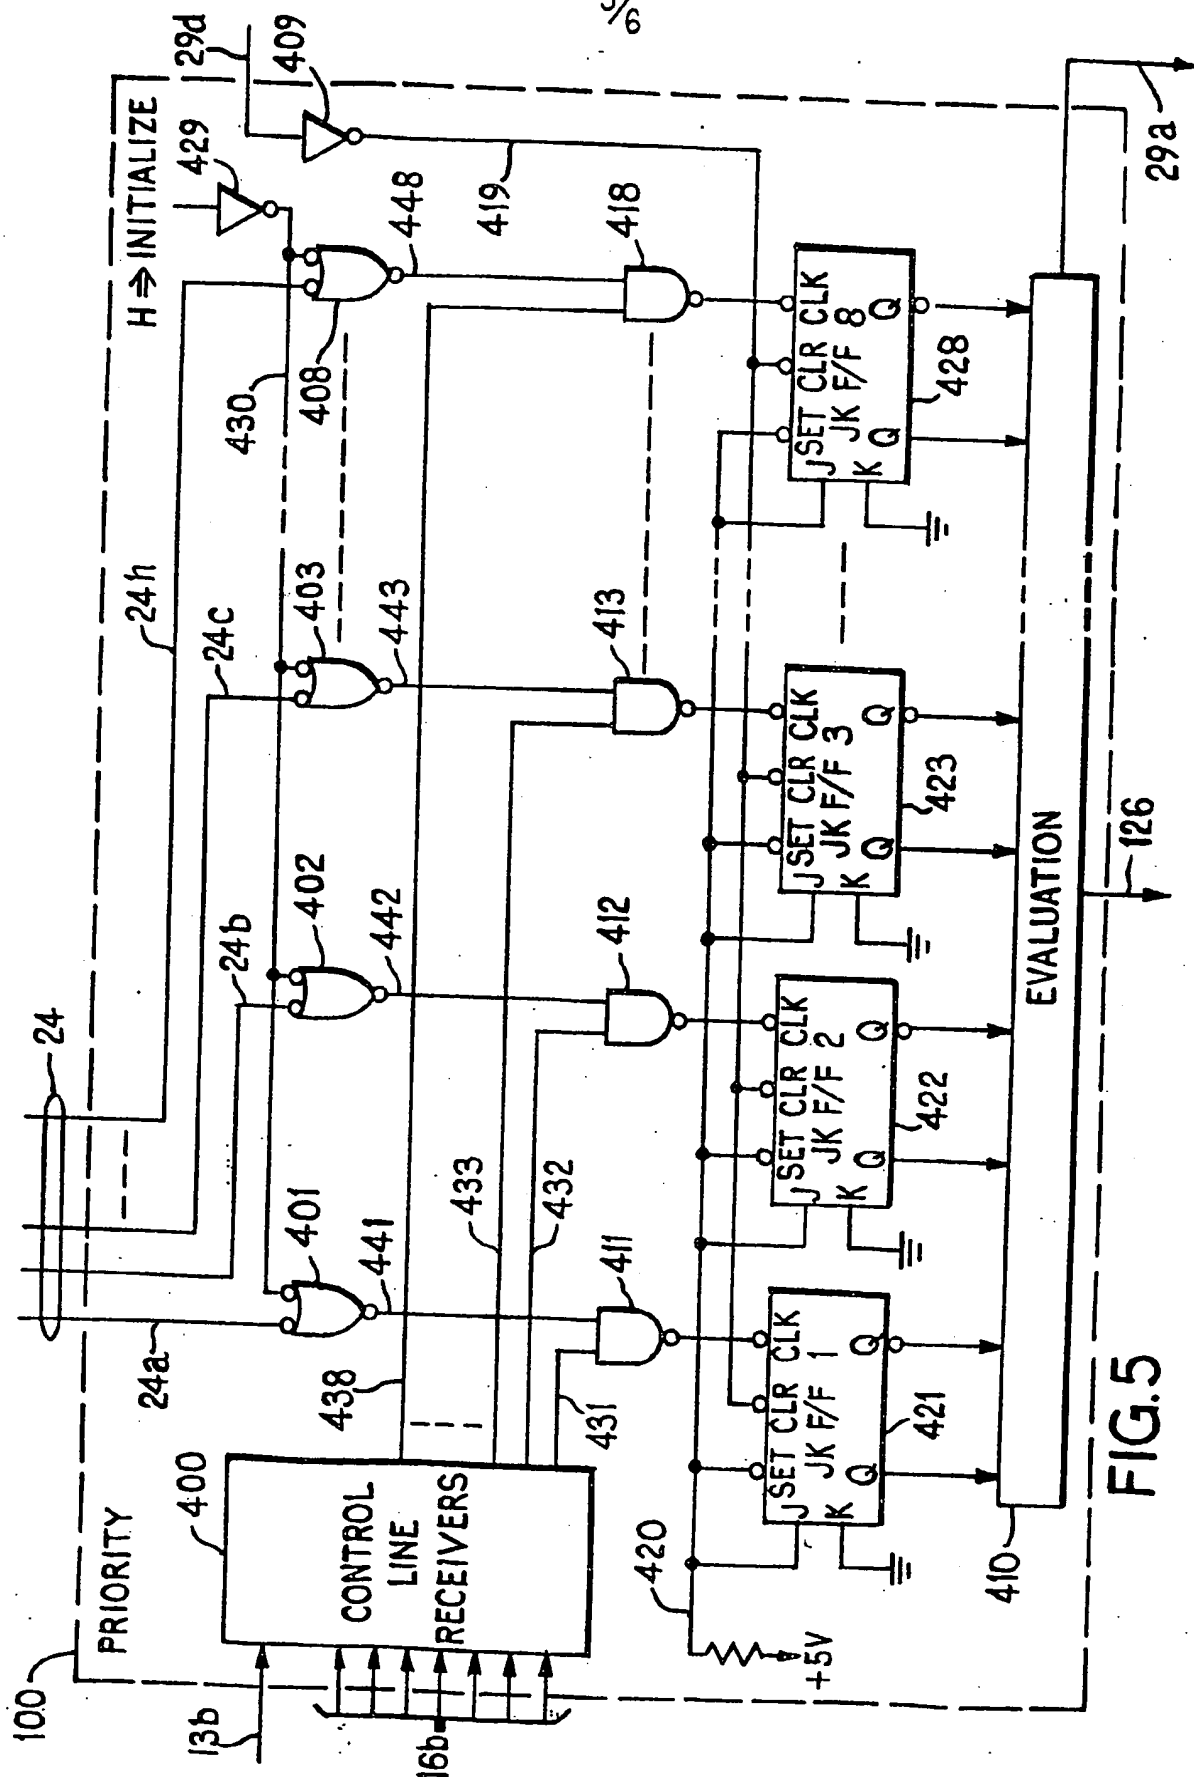 9/c
100
PRIORITY
H⇒INITIALIZE
24
24a
24b
24c
24h
29d
409
429
430
401
402
403
408
441
442
443
448
419
13b
16b
400
CONTROL
LINE
RECEIVERS
438
433
432
431
411
412
413
418
420
+5V
J SET CLR CLK
K JK F/F 1
Q Q
421
J SET CLR CLK
K JK F/F 2
Q Q
422
J SET CLR CLK
K JK F/F 3
Q Q
423
J SET CLR CLK
K JK F/F 8
Q Q
428
410
EVALUATION
126
29a
FIG.5